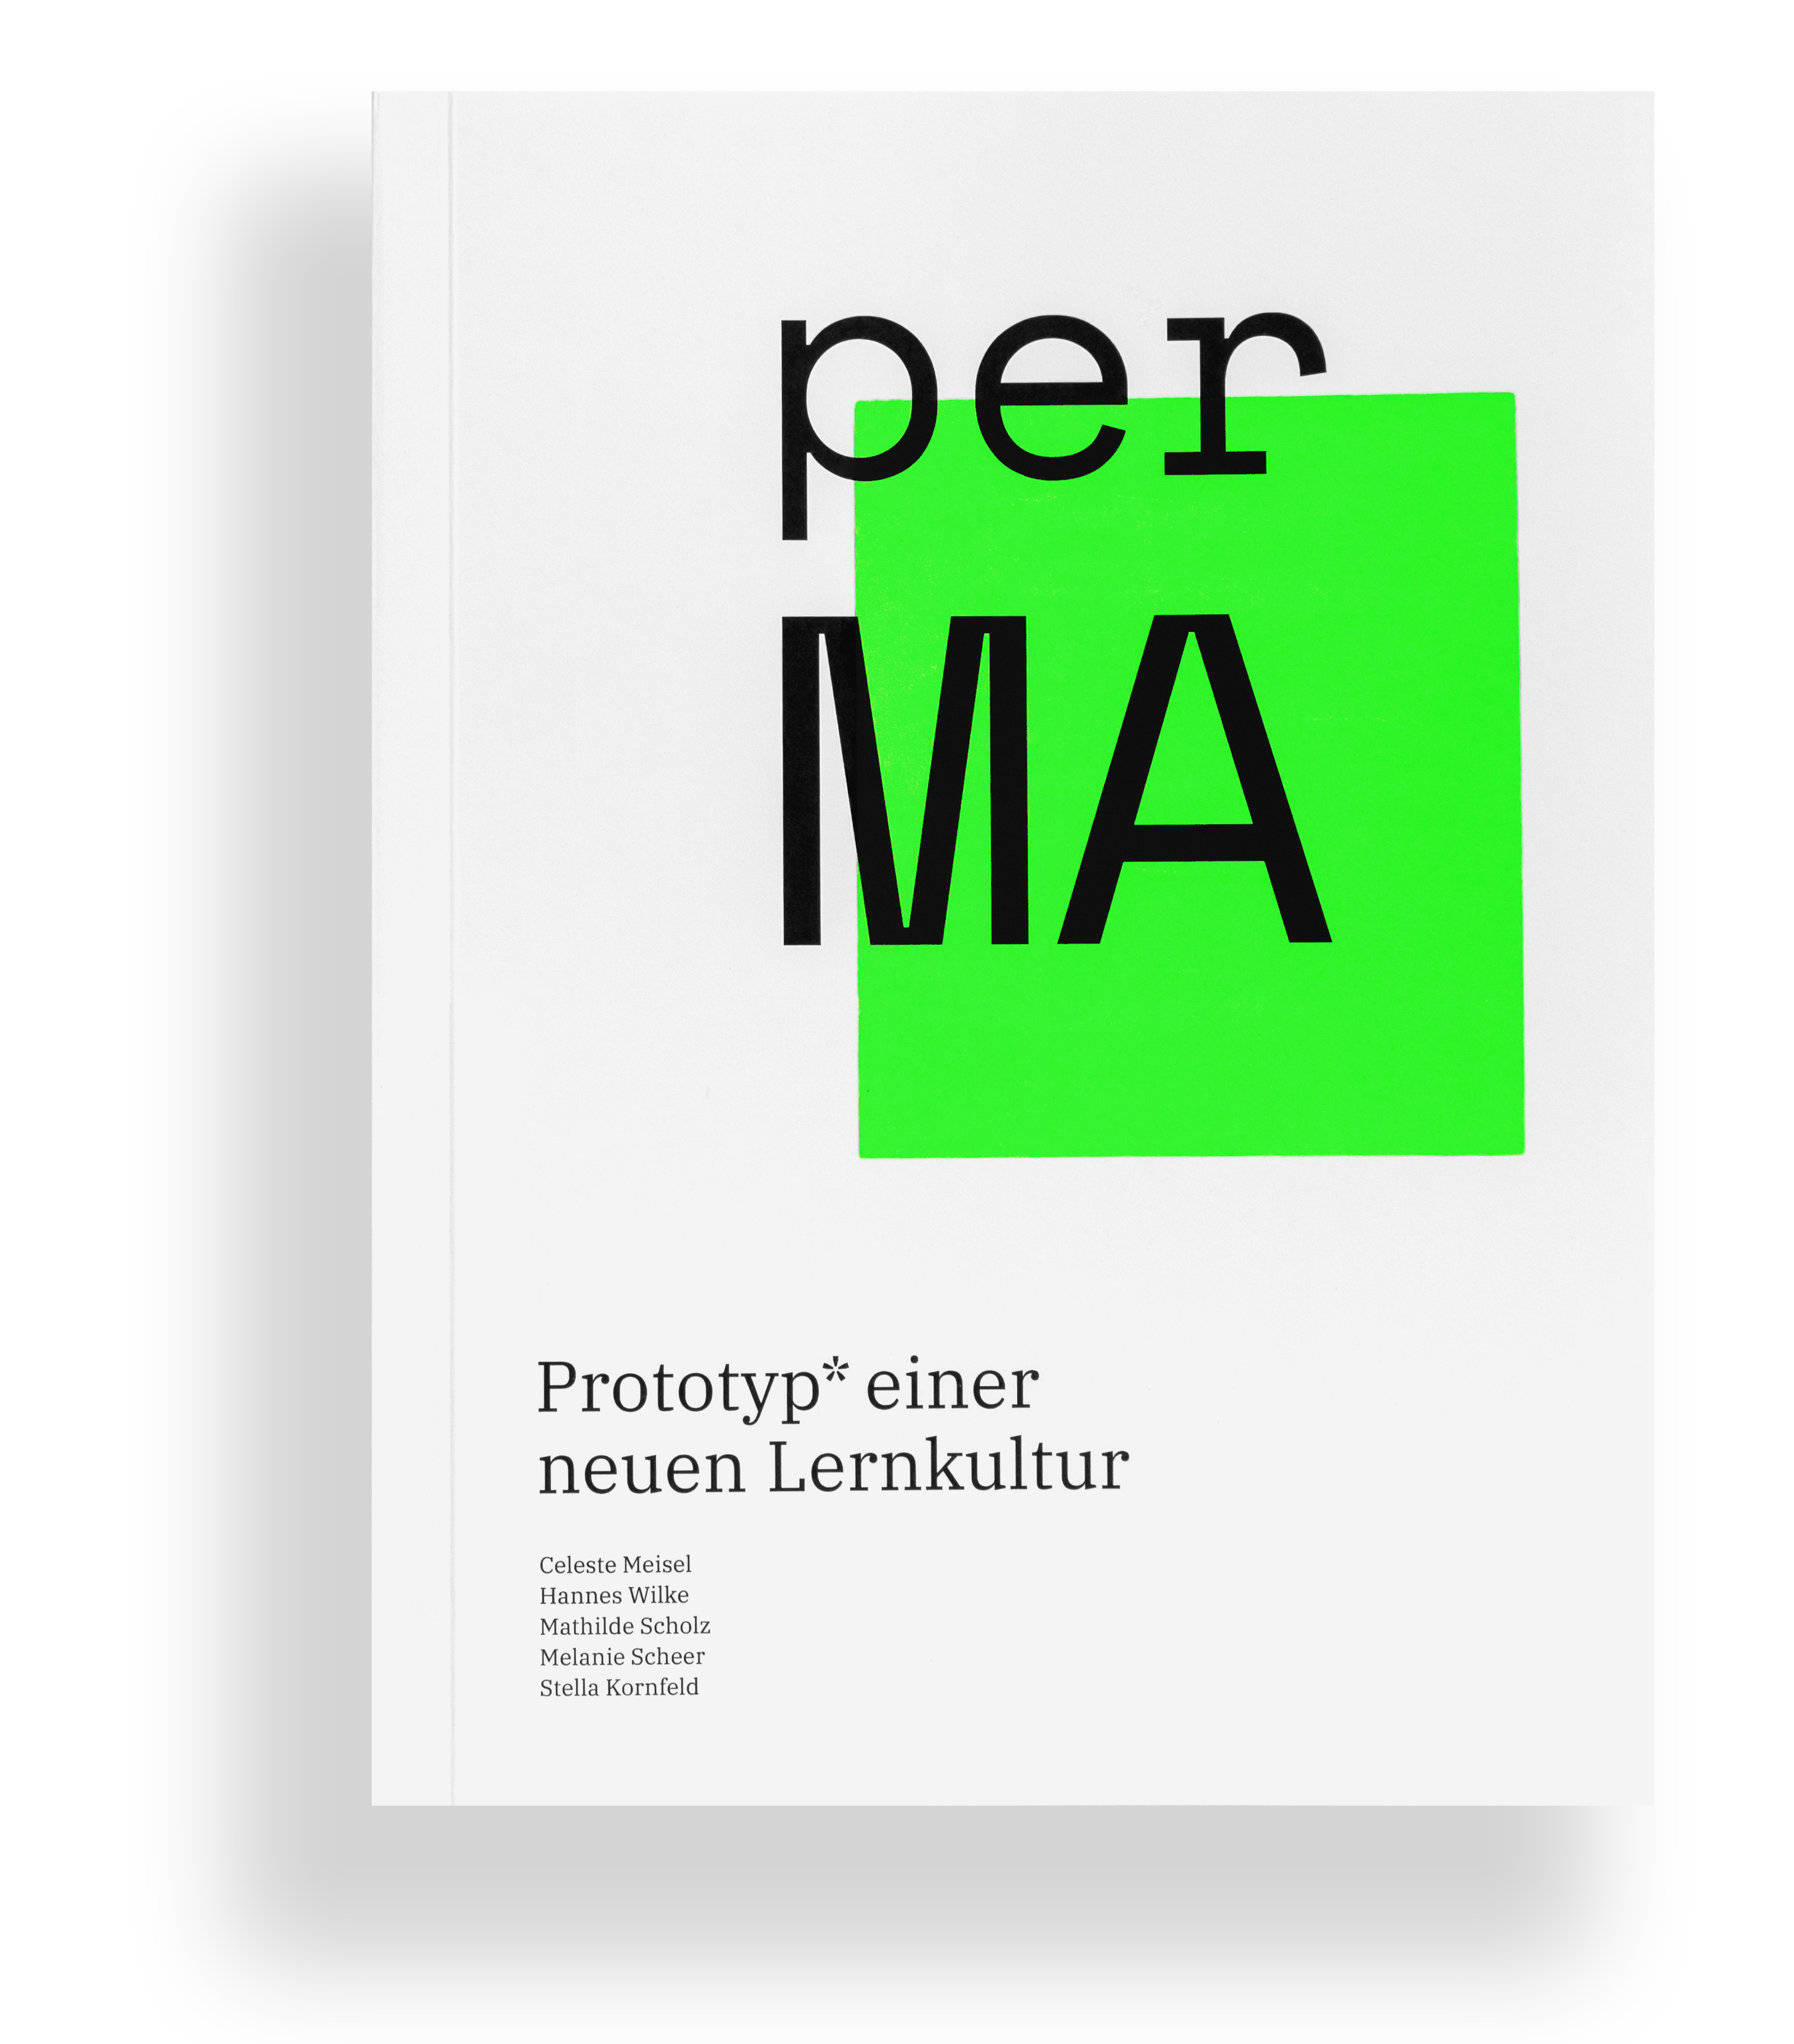 per
MA
Prototyp* einer
neuen Lernkultur
Celeste Meisel
Hannes Wilke
Mathilde Scholz
Melanie Scheer
Stella Kornfeld